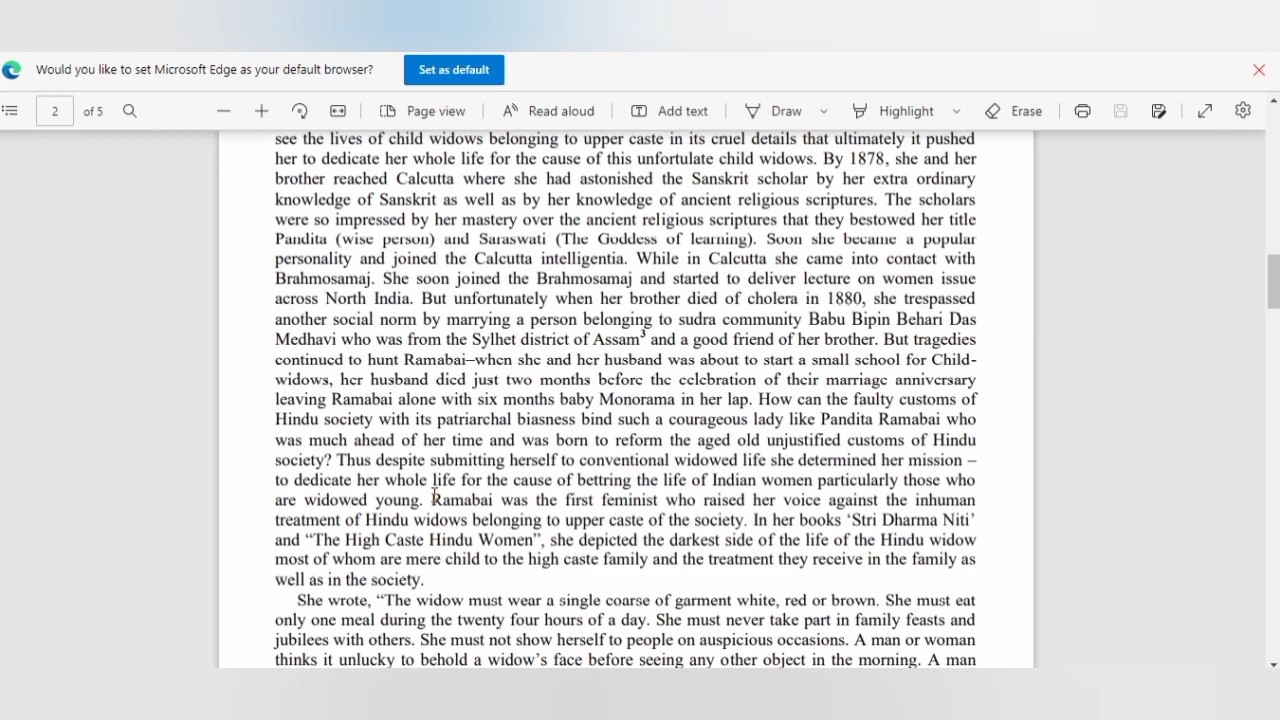 Would you like to set Microsoft Edge as your default browser? Set as default
2 of 5 Page view Read aloud Add text Draw Highlight Erase
see the lives of child widows belonging to upper caste in its cruel details that ultimately it pushed
her to dedicate her whole life for the cause of this unfortulate child widows. By 1878, she and her
brother reached Calcutta where she had astonished the Sanskrit scholar by her extra ordinary
knowledge of Sanskrit as well as by her knowledge of ancient religious scriptures. The scholars
were so impressed by her mastery over the ancient religious scriptures that they bestowed her title
Pandita (wise person) and Saraswati (The Goddess of learning). Soon she became a popular
personality and joined the Calcutta intelligentia. While in Calcutta she came into contact with
Brahmosamaj. She soon joined the Brahmosamaj and started to deliver lecture on women issue
across North India. But unfortunately when her brother died of cholera in 1880, she trespassed
another social norm by marrying a person belonging to sudra community Babu Bipin Behari Das
Medhavi who was from the Sylhet district of Assam³ and a good friend of her brother. But tragedies
continued to hunt Ramabai–when she and her husband was about to start a small school for Child-
widows, her husband died just two months before the celebration of their marriage anniversary
leaving Ramabai alone with six months baby Monorama in her lap. How can the faulty customs of
Hindu society with its patriarchal biasness bind such a courageous lady like Pandita Ramabai who
was much ahead of her time and was born to reform the aged old unjustified customs of Hindu
society? Thus despite submitting herself to conventional widowed life she determined her mission –
to dedicate her whole life for the cause of bettring the life of Indian women particularly those who
are widowed young. Ramabai was the first feminist who raised her voice against the inhuman
treatment of Hindu widows belonging to upper caste of the society. In her books ‘Stri Dharma Niti’
and “The High Caste Hindu Women”, she depicted the darkest side of the life of the Hindu widow
most of whom are mere child to the high caste family and the treatment they receive in the family as
well as in the society.
She wrote, “The widow must wear a single coarse of garment white, red or brown. She must eat
only one meal during the twenty four hours of a day. She must never take part in family feasts and
jubilees with others. She must not show herself to people on auspicious occasions. A man or woman
thinks it unlucky to behold a widow’s face before seeing any other object in the morning. A man